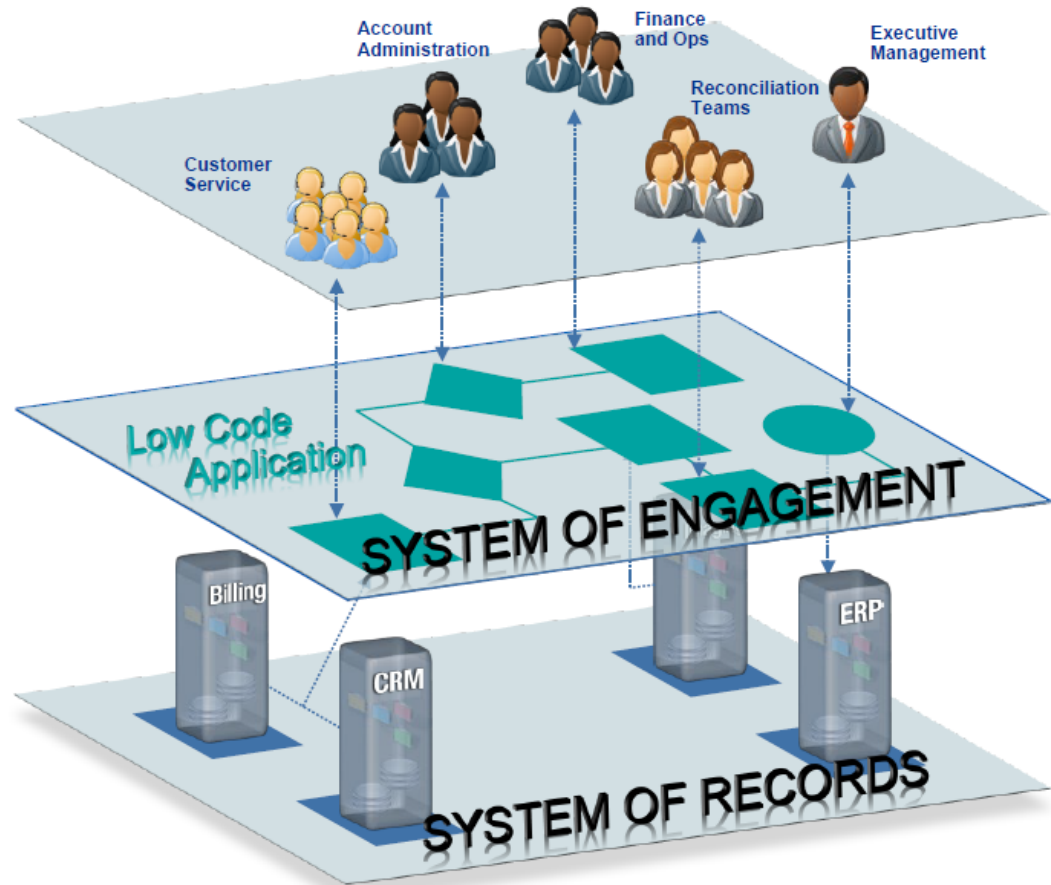 Account
Administration
Finance
and Ops
Executive
Management
Reconciliation
Teams
Customer
Service
Low Code
Application
SYSTEM OF ENGAGEMENT
Billing
CRM
ERP
SYSTEM OF RECORDS